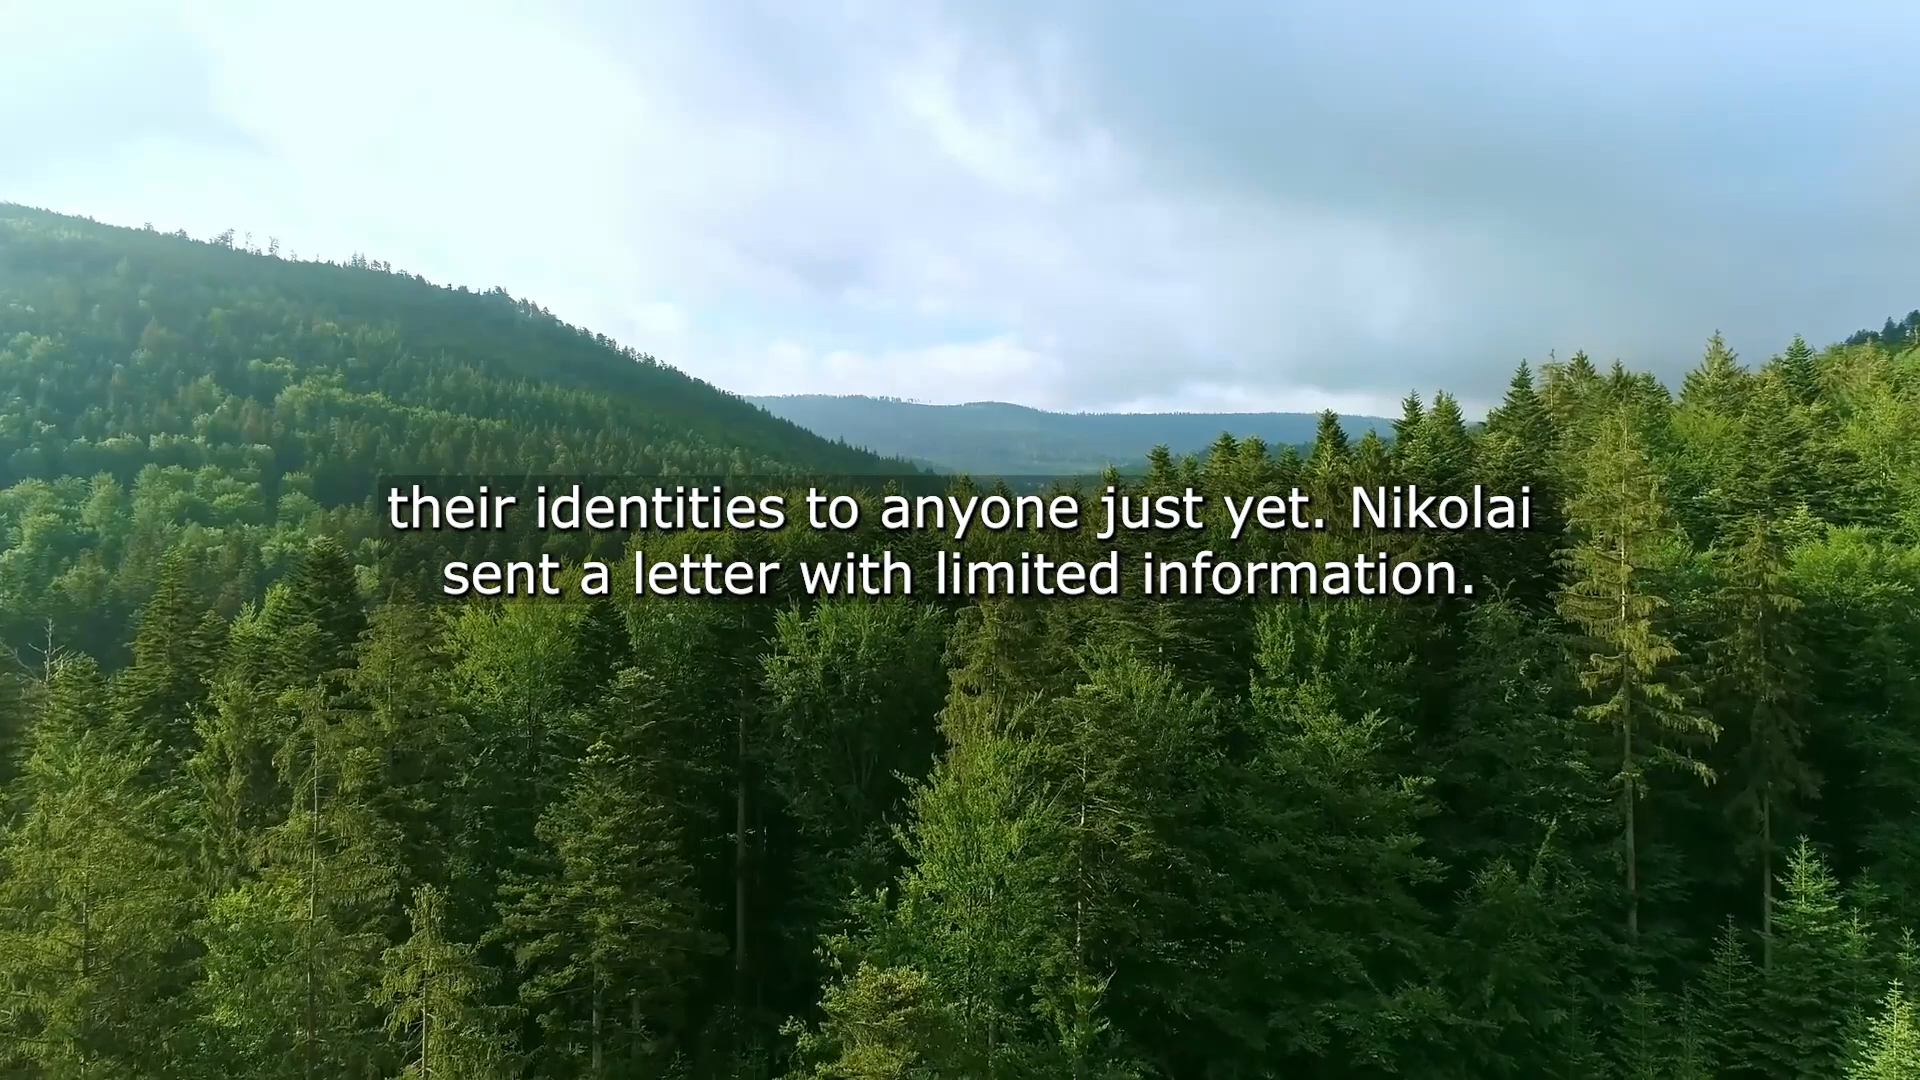 their identities to anyone just yet. Nikolai
sent a letter with limited information.